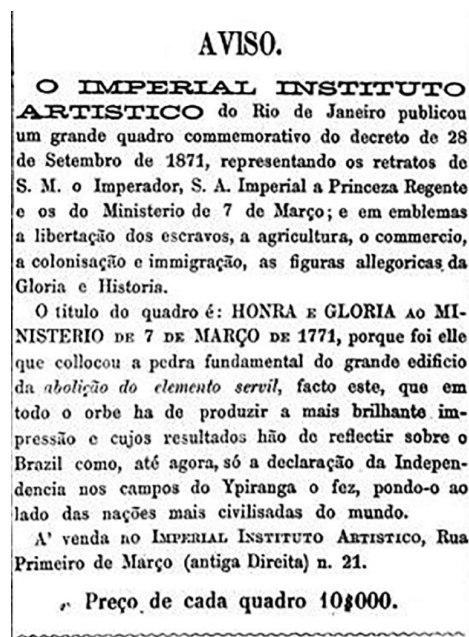 AVISO.
O IMPERIAL INSTITUTO
ARTISTICO do Rio de Janeiro publicou
um grande quadro commemorativo do decreto de 28
de Setembro de 1871, representando os retratos de
S. M. o Imperador, S. A. Imperial a Princeza Regente
e os do Ministerio de 7 de Março; e em emblemas
a libertação dos escravos, a agricultura, o commercio,
a colonisação e immigração, as figuras allegoricas da
Gloria e Historia.
O titulo do quadro é: HONRA E GLORIA AO MI-
NISTERIO DE 7 DE MARÇO DE 1771, porque foi elle
que collocou a pedra fundamental do grande edificio
da abolição do elemento servil, facto este, que em
todo o orbe ha de produzir a mais brilhante im-
pressão e cujos resultados hão de reflectir sobre o
Brazil como, até agora, só a declaração da Indepen-
dencia nos campos do Ypiranga o fez, pondo-o ao
lado das nações mais civilisadas do mundo.
A' venda no IMPERIAL INSTITUTO ARTISTICO, Rua
Primeiro de Março (antiga Direita) n. 21.
Preço de cada quadro 10$000.